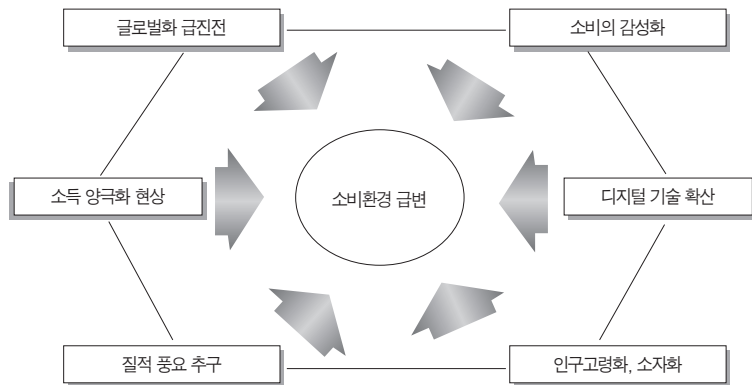 글로벌화 급진전
소비의 감성화
소득 양극화 현상
소비환경 급변
디지털 기술 확산
질적 풍요 추구
인구고령화, 소자화